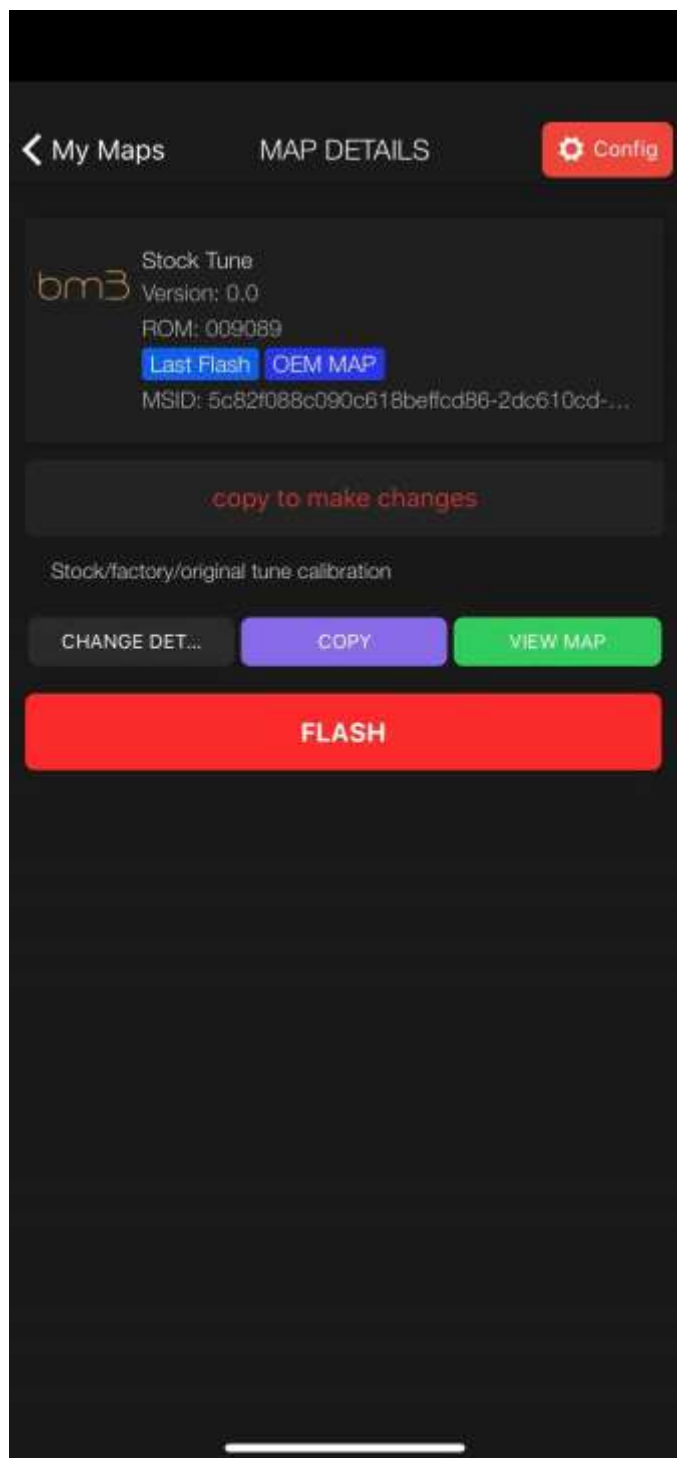 My Maps
MAP DETAILS
Config
bm3
Stock Tune
Version: 0.0
ROM: 009089
Last Flash OEM MAP
MSID: 5c82f088c090c618beffcd86-2dc610cd-...
copy to make changes
Stock/factory/original tune calibration
CHANGE DET...
COPY
VIEW MAP
FLASH